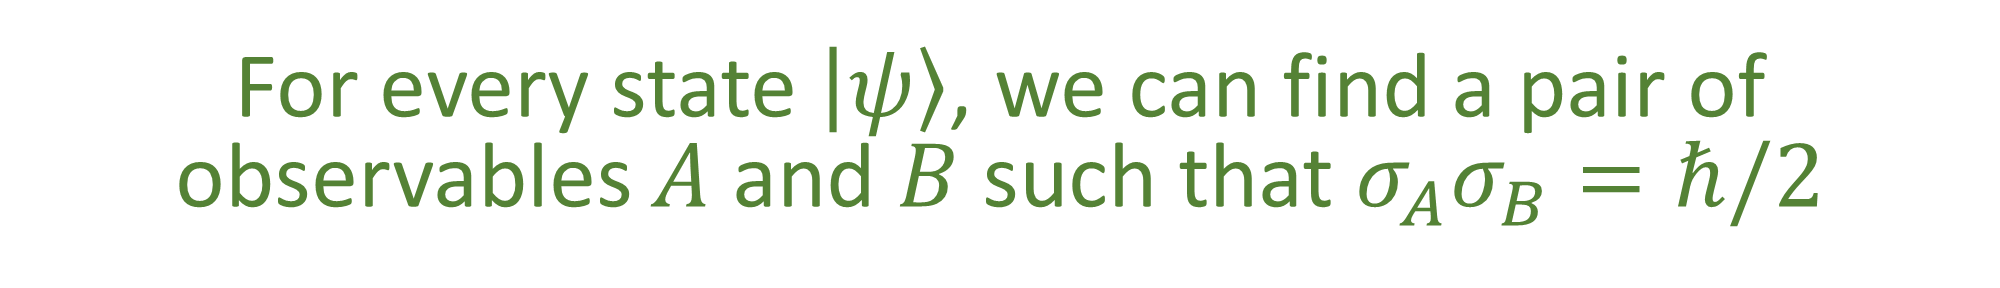 For every state |𝜓⟩, we can find a pair of
observables 𝐴 and 𝐵 such that 𝜎_𝐴𝜎_𝐵 = ℏ/2